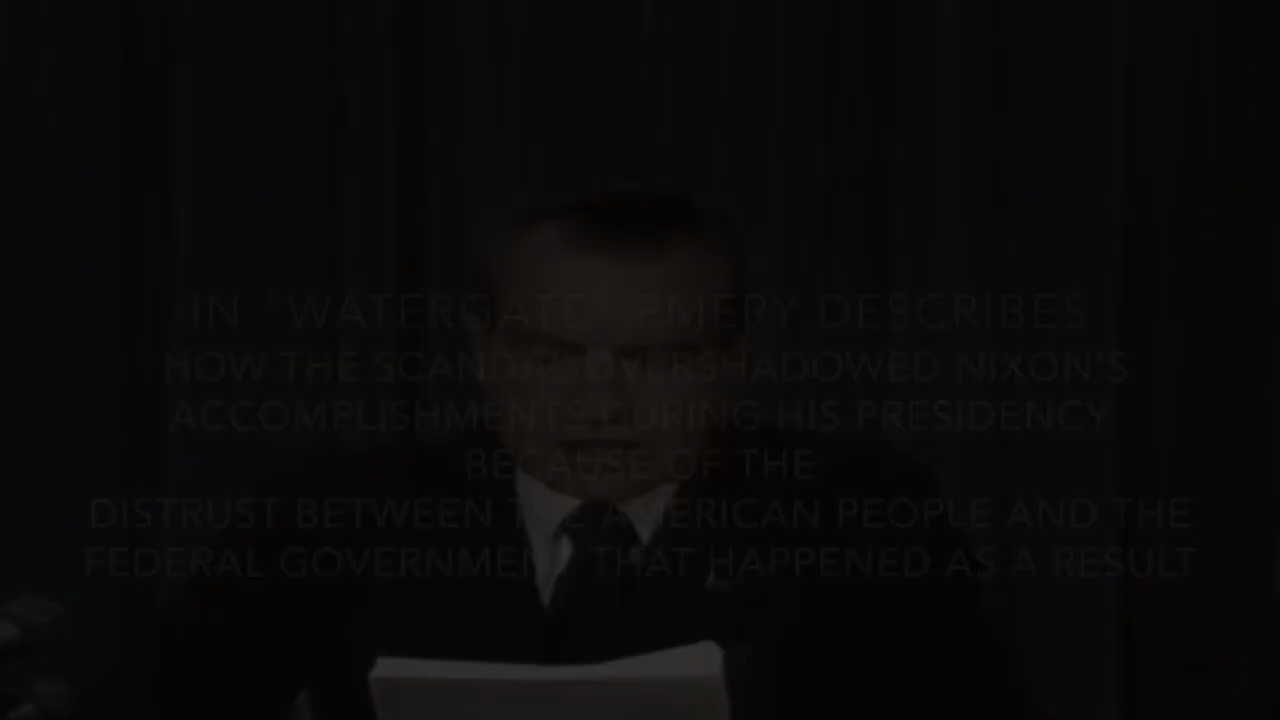 IN "WATERGATE" EMERY DESCRIBES
HOW THE SCANDAL OVERSHADOWED NIXON'S
ACCOMPLISHMENTS DURING HIS PRESIDENCY
BECAUSE OF THE
DISTRUST BETWEEN THE AMERICAN PEOPLE AND THE
FEDERAL GOVERNMENT THAT HAPPENED AS A RESULT